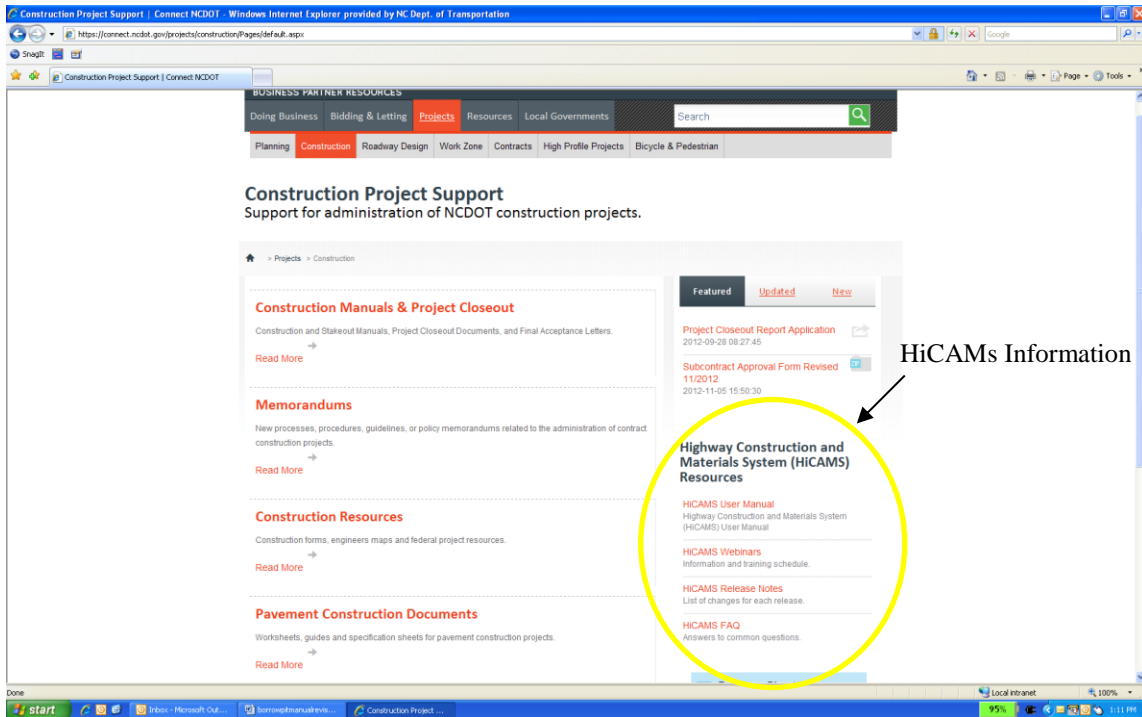 Construction Project Support | Connect NCDOT - Windows Internet Explorer provided by NC Dept. of Transportation
https://connect.ncdot.gov/projects/construction/Pages/default.aspx
Google
SnagIt
Construction Project Support | Connect NCDOT
Page
Tools
BUSINESS PARTNER RESOURCES
Doing Business Bidding & Letting Projects Resources Local Governments
Search
Planning Construction Roadway Design Work Zone Contracts High Profile Projects Bicycle & Pedestrian
Construction Project Support
Support for administration of NCDOT construction projects.
> Projects > Construction
Construction Manuals & Project Closeout
Construction and Stakeout Manuals, Project Closeout Documents, and Final Acceptance Letters.
Read More
Memorandums
New processes, procedures, guidelines, or policy memorandums related to the administration of contract
construction projects.
Read More
Construction Resources
Construction forms, engineers maps and federal project resources.
Read More
Pavement Construction Documents
Worksheets, guides and specification sheets for pavement construction projects.
Read More
Featured Updated New
Project Closeout Report Application
2012-09-28 08:27:45
Subcontract Approval Form Revised
11/2012
2012-11-05 15:50:30
HiCAMs Information
Highway Construction and
Materials System (HiCAMS)
Resources
HiCAMS User Manual
Highway Construction and Materials System
(HiCAMS) User Manual
HiCAMS Webinars
Information and training schedule.
HiCAMS Release Notes
List of changes for each release.
HiCAMS FAQ
Answers to common questions.
Done
Local intranet
100%
start
Inbox - Microsoft Out...
borrowpitmanualrevis...
Construction Project ...
95%
1:11 PM